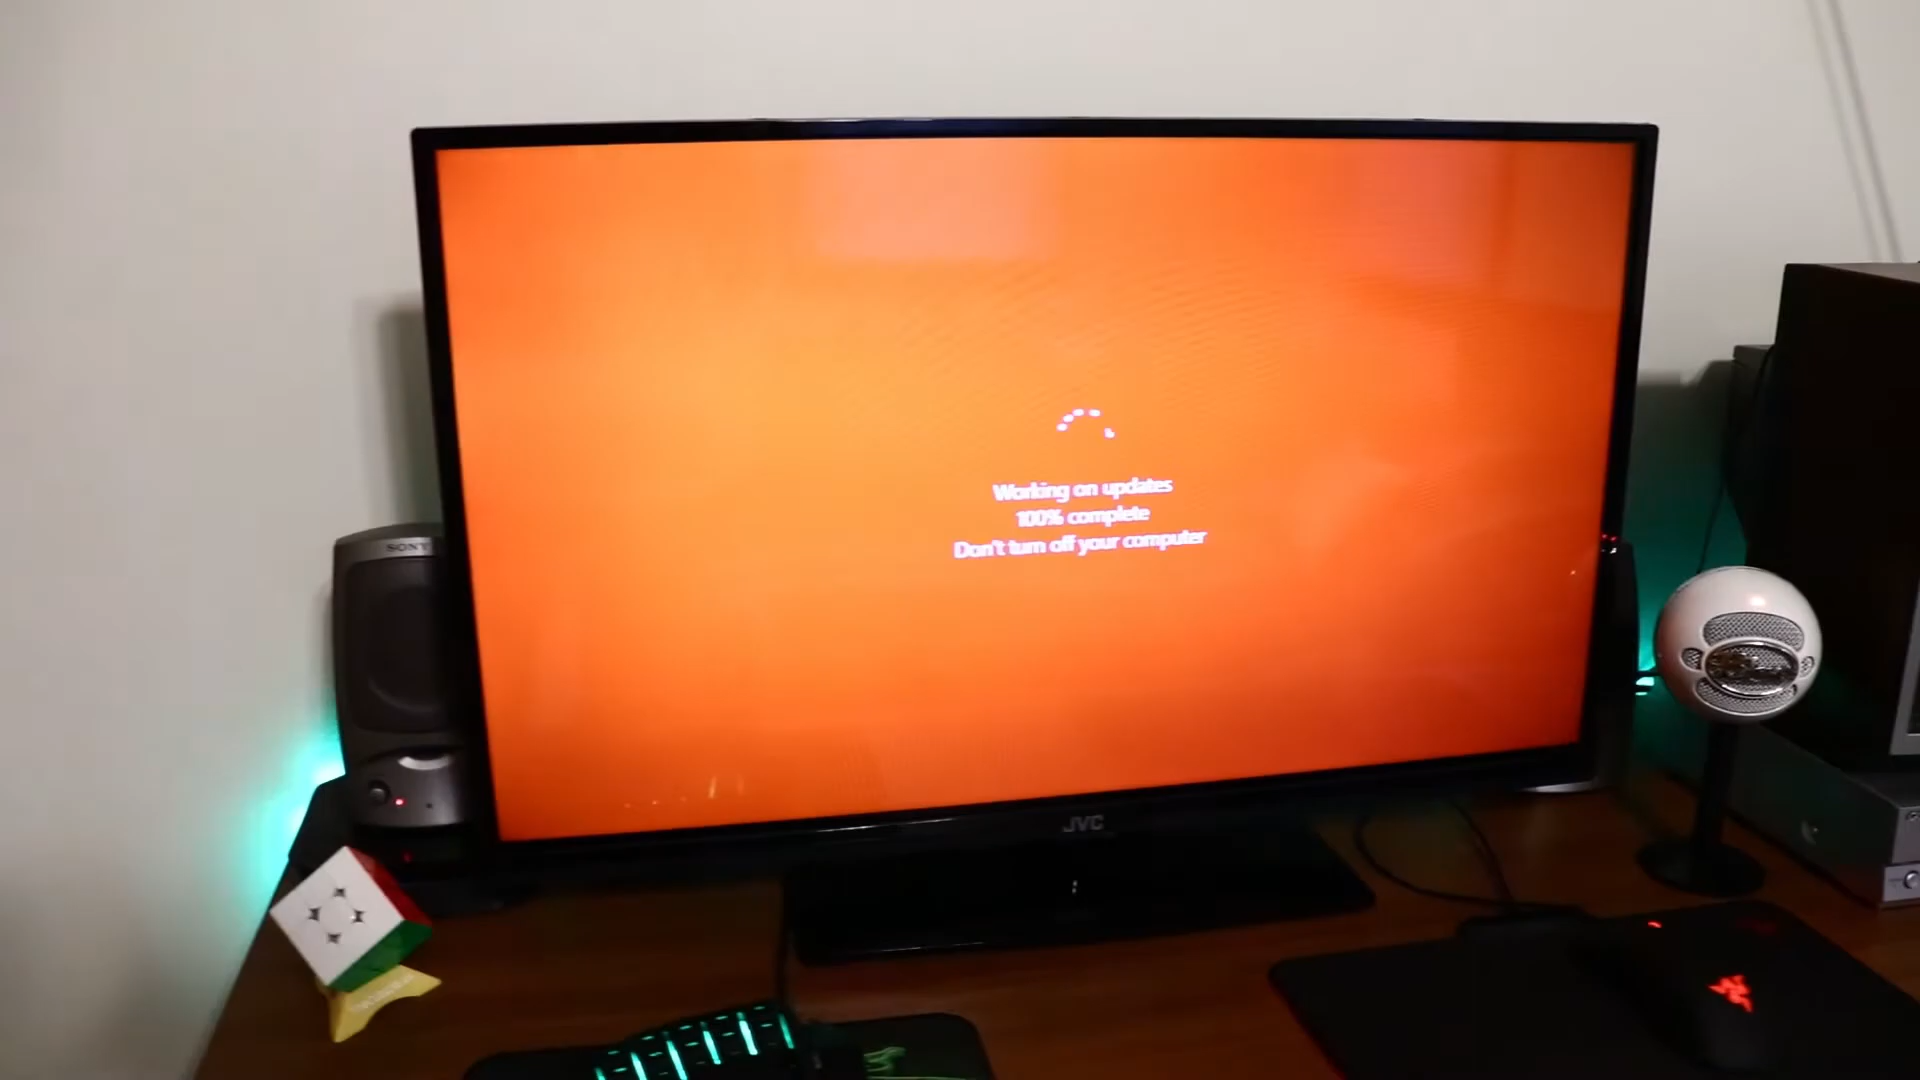 Working on updates
100% complete
Don't turn off your computer
SONY
JVC